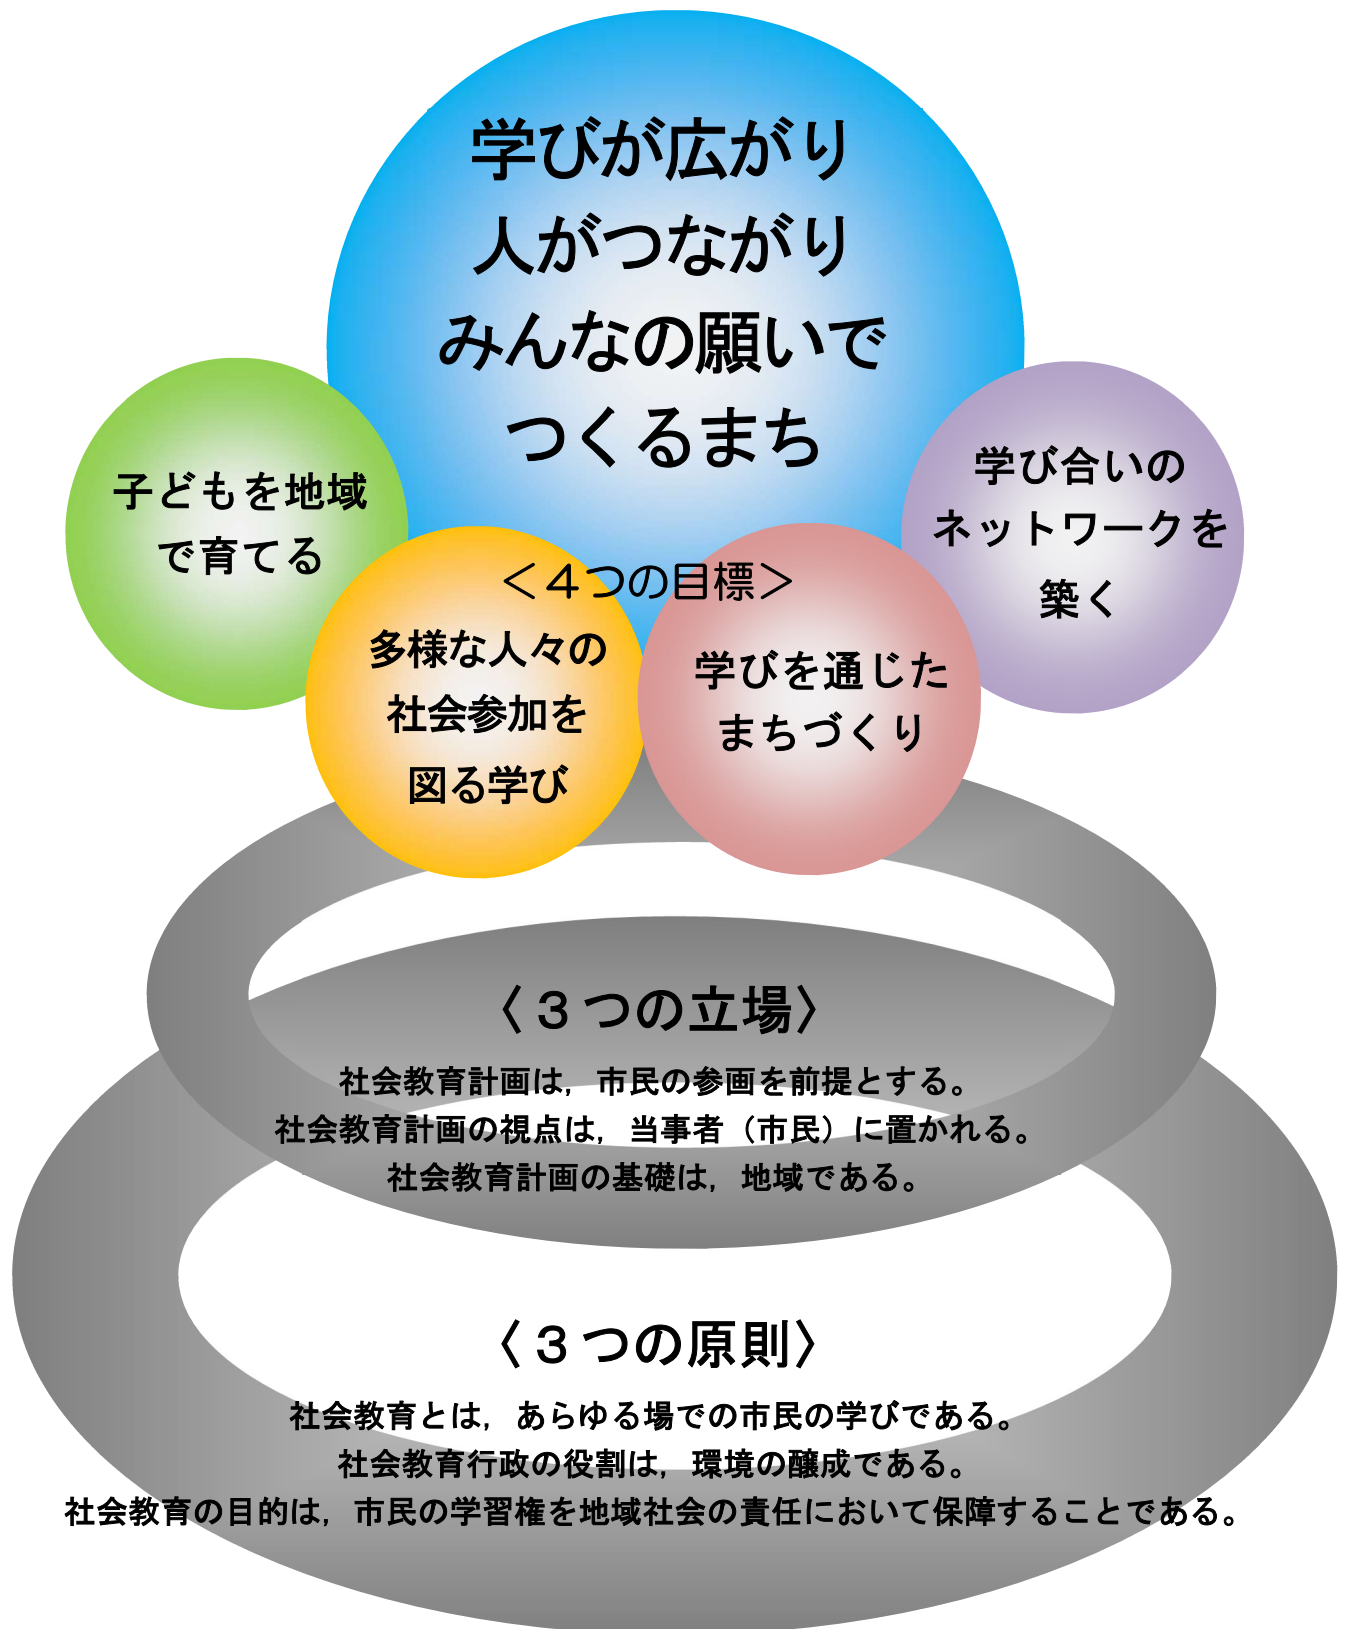 学びが広がり
人がつながり
みんなの願いで
つくるまち
子どもを地域
で育てる
学び合いの
ネットワークを
築く
＜４つの目標＞
多様な人々の
社会参加を
図る学び
学びを通じた
まちづくり
〈３つの立場〉
社会教育計画は，市民の参画を前提とする。
社会教育計画の視点は，当事者（市民）に置かれる。
社会教育計画の基礎は，地域である。
〈３つの原則〉
社会教育とは，あらゆる場での市民の学びである。
社会教育行政の役割は，環境の醸成である。
社会教育の目的は，市民の学習権を地域社会の責任において保障することである。